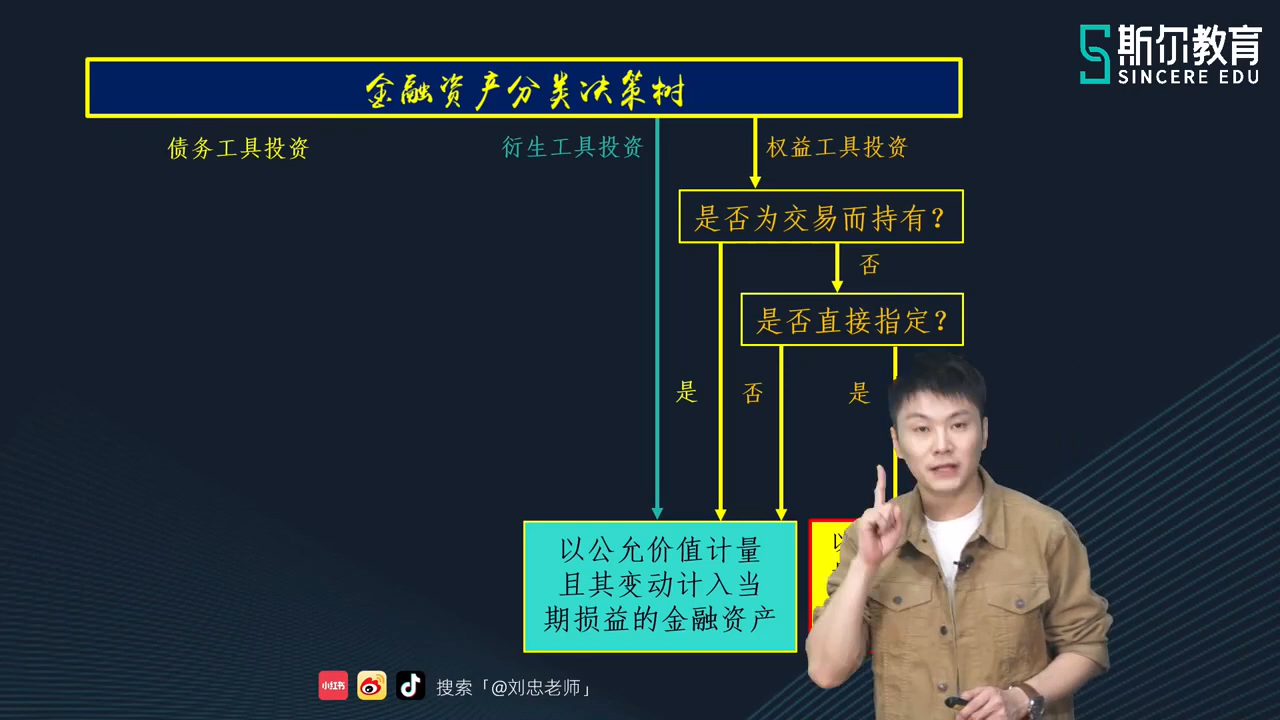 斯尔教育
SINCERE EDU
金融资产分类决策树
债务工具投资
衍生工具投资
权益工具投资
是否为交易而持有？
否
是否直接指定？
是
否
是
以公允价值计量
且其变动计入当
期损益的金融资产
以
小红书
搜索「@刘忠老师」